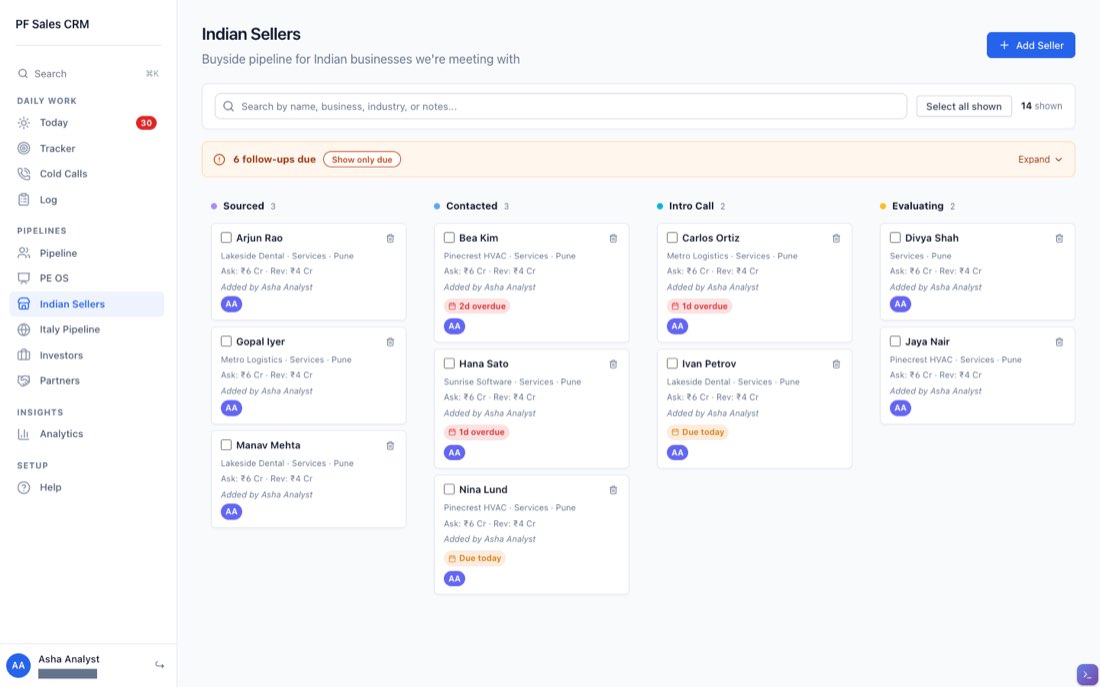 PF Sales CRM
Search ⌘K
DAILY WORK
Today 30
Tracker
Cold Calls
Log
PIPELINES
Pipeline
PE OS
Indian Sellers
Italy Pipeline
Investors
Partners
INSIGHTS
Analytics
SETUP
Help
AA Asha Analyst
Indian Sellers
Buyside pipeline for Indian businesses we're meeting with
+ Add Seller
Search by name, business, industry, or notes...
Select all shown
14 shown
6 follow-ups due
Show only due
Expand
Sourced 3
Arjun Rao
Lakeside Dental · Services · Pune
Ask: ₹6 Cr · Rev: ₹4 Cr
Added by Asha Analyst
AA
Gopal Iyer
Metro Logistics · Services · Pune
Ask: ₹6 Cr · Rev: ₹4 Cr
Added by Asha Analyst
AA
Manav Mehta
Lakeside Dental · Services · Pune
Ask: ₹6 Cr · Rev: ₹4 Cr
Added by Asha Analyst
AA
Contacted 3
Bea Kim
Pinecrest HVAC · Services · Pune
Ask: ₹6 Cr · Rev: ₹4 Cr
Added by Asha Analyst
2d overdue
AA
Hana Sato
Sunrise Software · Services · Pune
Ask: ₹6 Cr · Rev: ₹4 Cr
Added by Asha Analyst
1d overdue
AA
Nina Lund
Pinecrest HVAC · Services · Pune
Ask: ₹6 Cr · Rev: ₹4 Cr
Added by Asha Analyst
Due today
AA
Intro Call 2
Carlos Ortiz
Metro Logistics · Services · Pune
Ask: ₹6 Cr · Rev: ₹4 Cr
Added by Asha Analyst
1d overdue
AA
Ivan Petrov
Lakeside Dental · Services · Pune
Ask: ₹6 Cr · Rev: ₹4 Cr
Added by Asha Analyst
Due today
AA
Evaluating 2
Divya Shah
Services · Pune
Ask: ₹6 Cr · Rev: ₹4 Cr
Added by Asha Analyst
AA
Jaya Nair
Pinecrest HVAC · Services · Pune
Ask: ₹6 Cr · Rev: ₹4 Cr
Added by Asha Analyst
AA